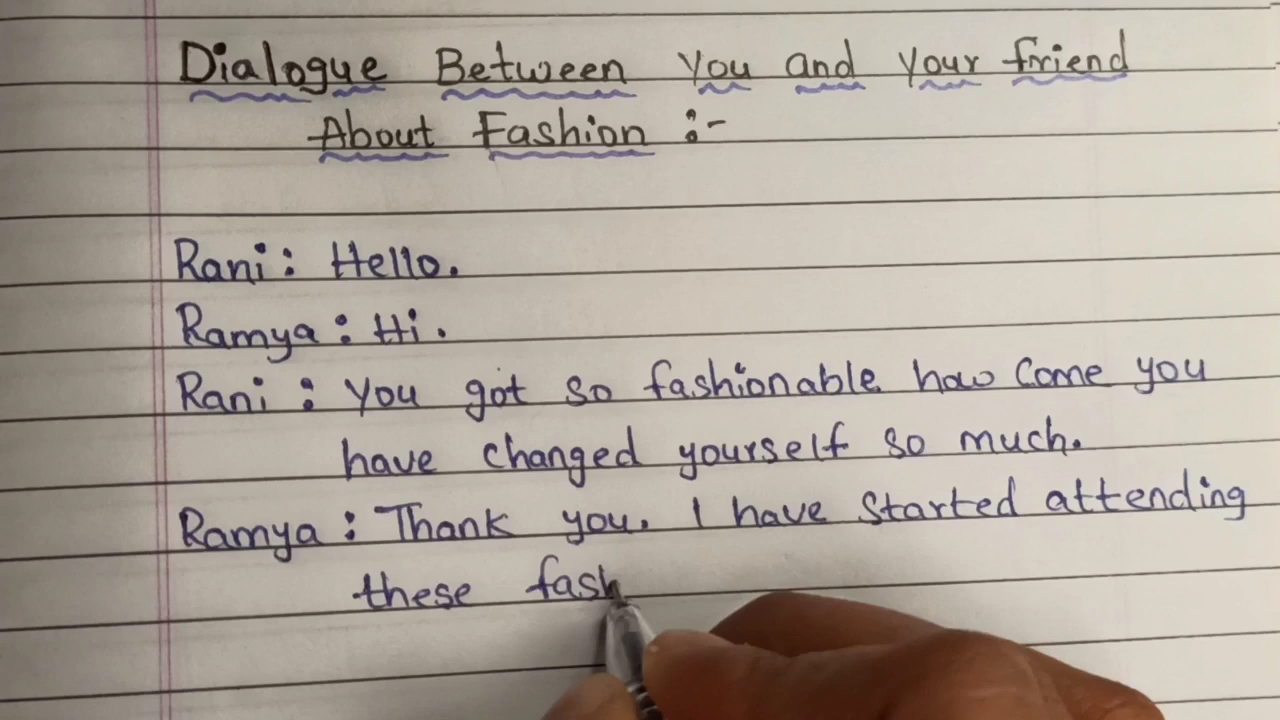 Dialogue Between You and Your friend
About Fashion :-
Rani : Hello.
Ramya : Hi.
Rani : You got so fashionable how come you
have changed yourself so much.
Ramya : Thank you. I have started attending
these fash